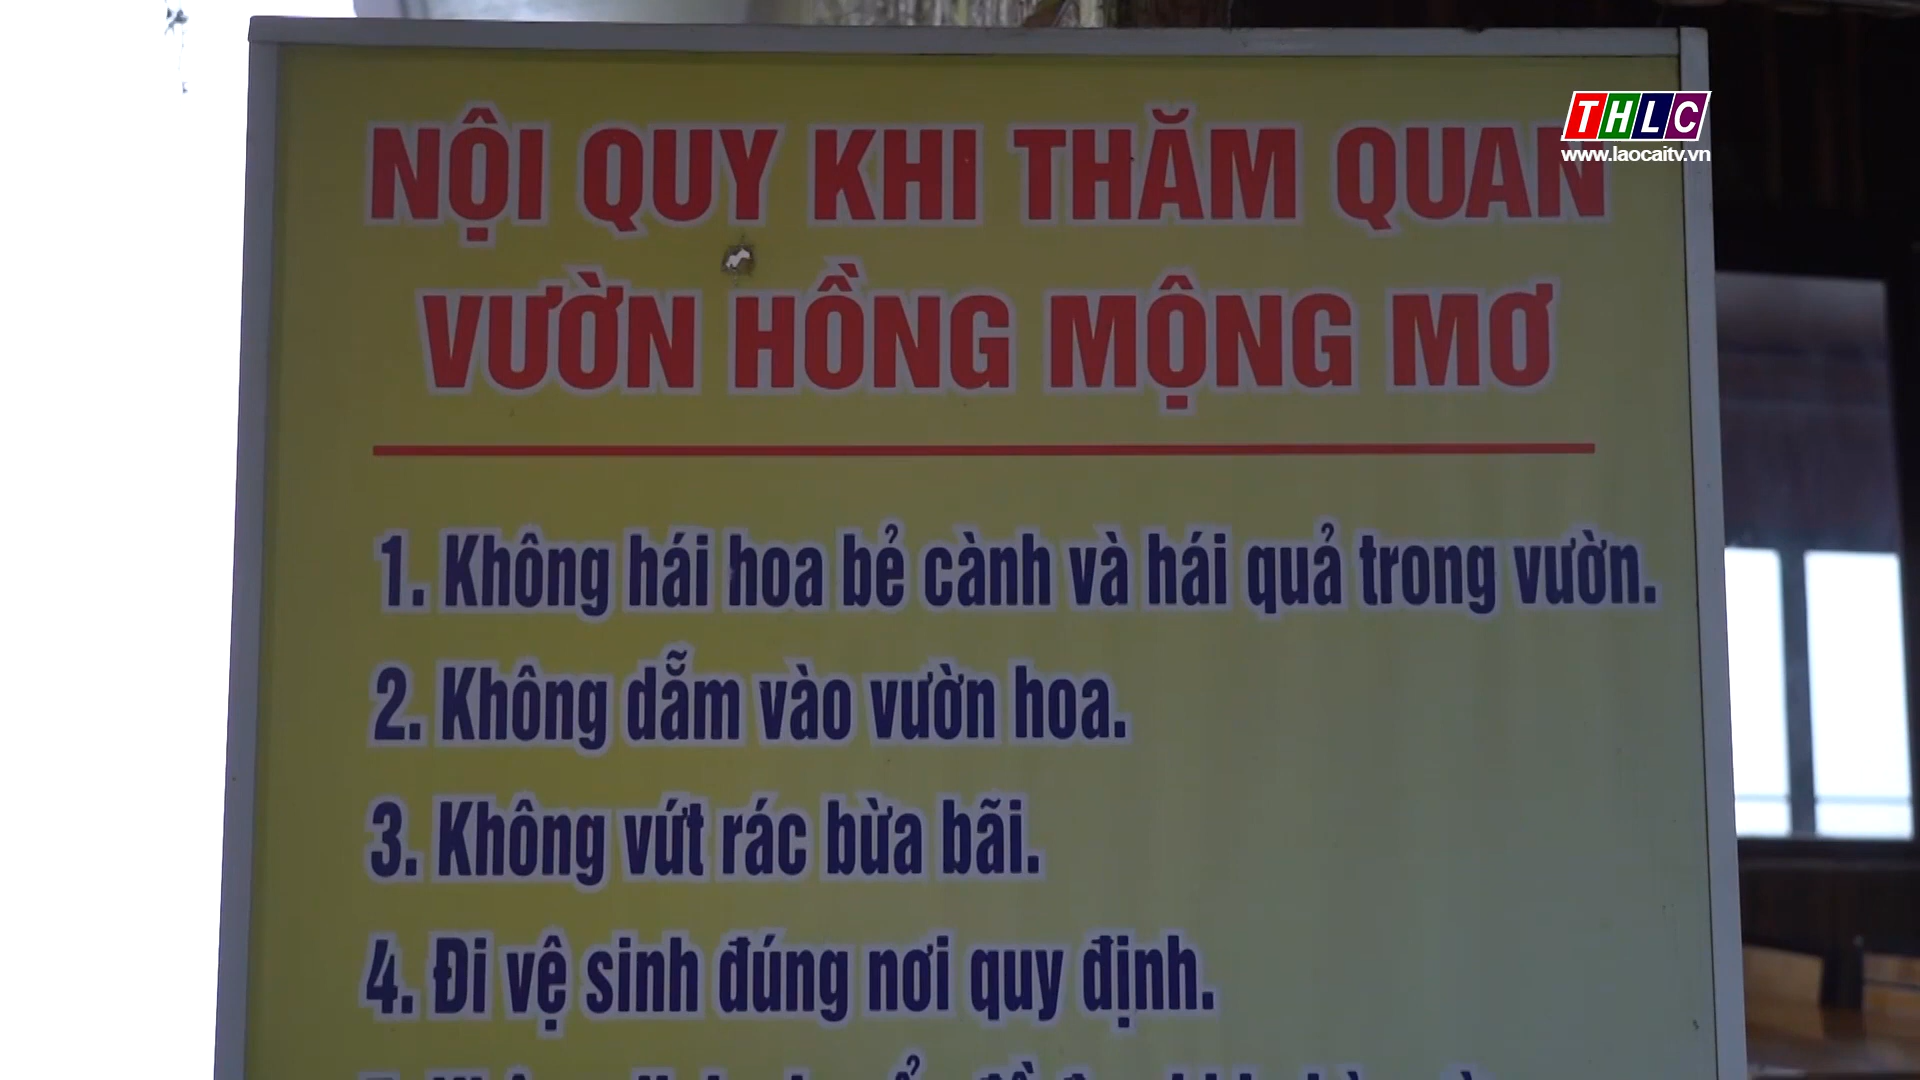 THLC
www.laocaitv.vn
NỘI QUY KHI THĂM QUAN
VƯỜN HỒNG MỘNG MƠ
1. Không hái hoa bẻ cành và hái quả trong vườn.
2. Không dẫm vào vườn hoa.
3. Không vứt rác bừa bãi.
4. Đi vệ sinh đúng nơi quy định.